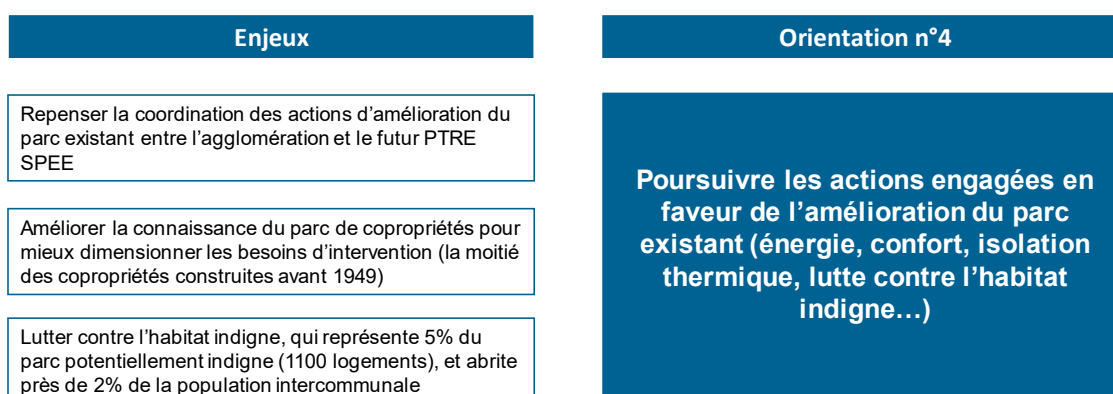 Enjeux
Repenser la coordination des actions d'amélioration du
parc existant entre l'agglomération et le futur PTRE
SPEE
Améliorer la connaissance du parc de copropriétés pour
mieux dimensionner les besoins d'intervention (la moitié
des copropriétés construites avant 1949)
Lutter contre l'habitat indigne, qui représente 5% du
parc potentiellement indigne (1100 logements), et abrite
près de 2% de la population intercommunale
Orientation n°4
Poursuivre les actions engagées en
faveur de l'amélioration du parc
existant (énergie, confort, isolation
thermique, lutte contre l'habitat
indigne…)